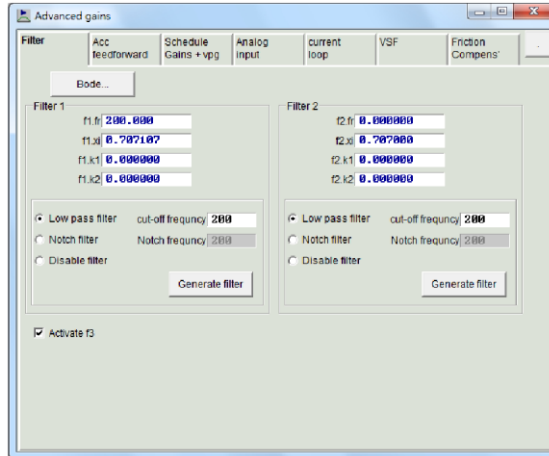 Advanced gains
Filter
Acc feedforward
Schedule Gains + vpg
Analog input
current loop
VSF
Friction Compens'
.
Bode...
Filter 1
f1.fr 200.000
f1.xi 0.707107
f1.k1 0.000000
f1.k2 0.000000
Low pass filter cut-off frequncy 200
Notch filter Notch frequncy 200
Disable filter
Generate filter
Filter 2
f2.fr 0.000000
f2.xi 0.707000
f2.k1 0.000000
f2.k2 0.000000
Low pass filter cut-off frequncy 200
Notch filter Notch frequncy 200
Disable filter
Generate filter
Activate f3